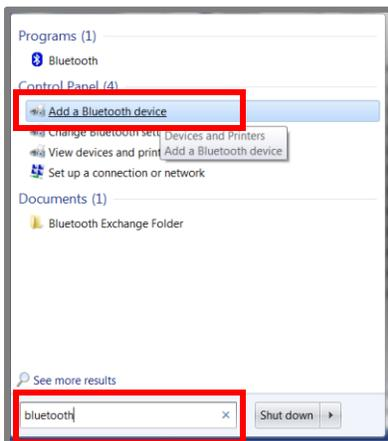 Programs (1)
Bluetooth
Control Panel (4)
Add a Bluetooth device
Change Bluetooth sett
Devices and Printers
View devices and print
Add a Bluetooth device
Set up a connection or network
Documents (1)
Bluetooth Exchange Folder
See more results
bluetooth
Shut down